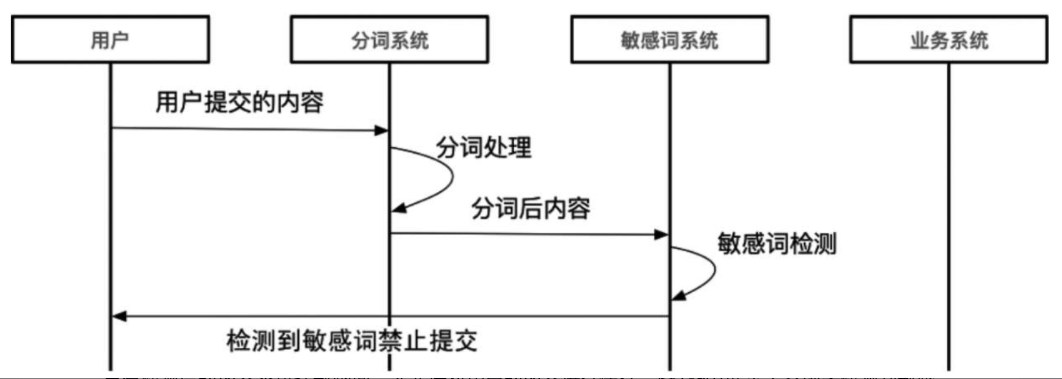 用户
分词系统
敏感词系统
业务系统
用户提交的内容
分词处理
分词后内容
敏感词检测
检测到敏感词禁止提交